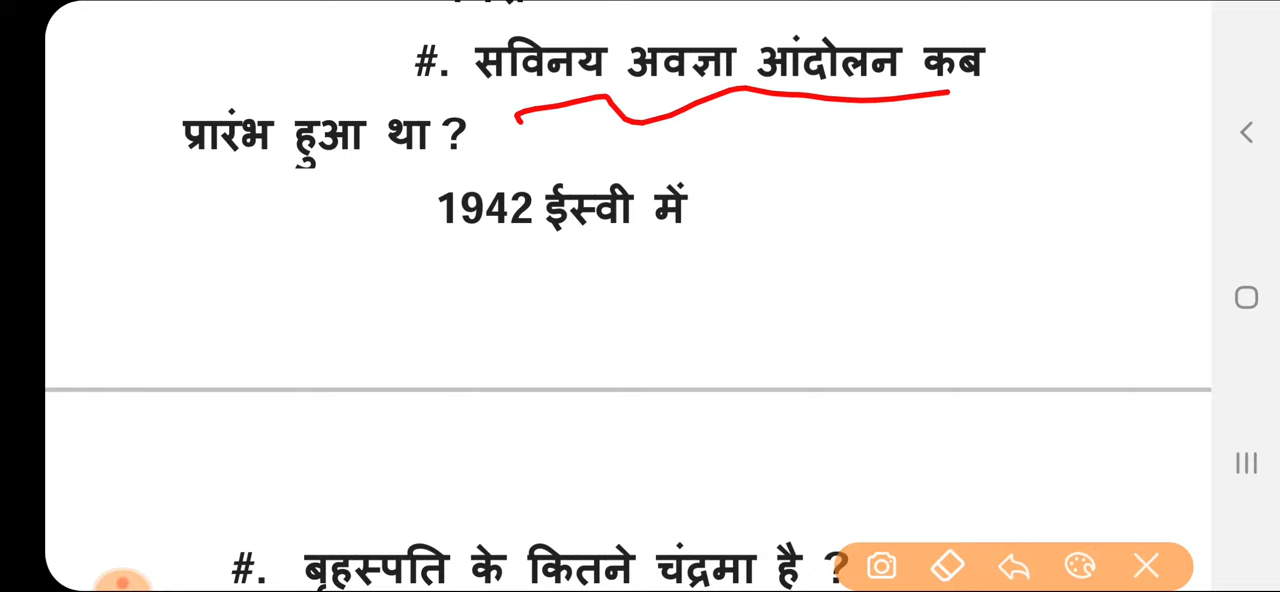 #. सविनय अवज्ञा आंदोलन कब
प्रारंभ हुआ था ?
1942 ईस्वी में
#. बृहस्पति के कितने चंद्रमा है ?